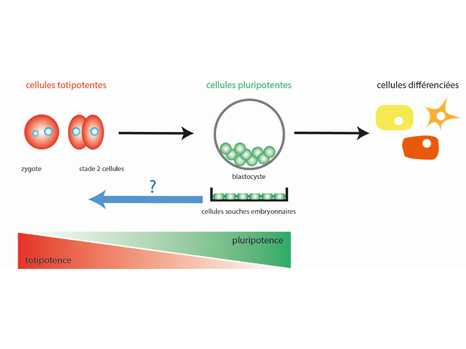 cellules totipotentes
cellules pluripotentes
cellules différenciées
zygote
stade 2 cellules
blastocyste
?
cellules souches embryonnaires
pluripotence
totipotence